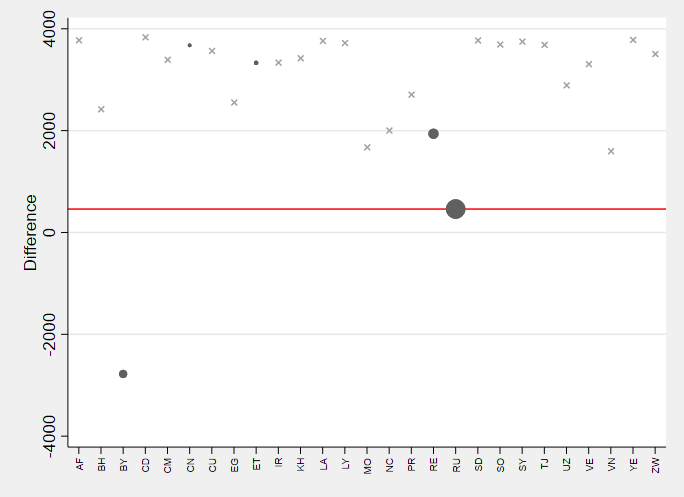 Difference
4000
2000
0
-2000
-4000
AF BH BY CD CM CN CU EG ET IR KH LA LY MO NC PR RE RU SD SO SY TJ UZ VE VN YE ZW